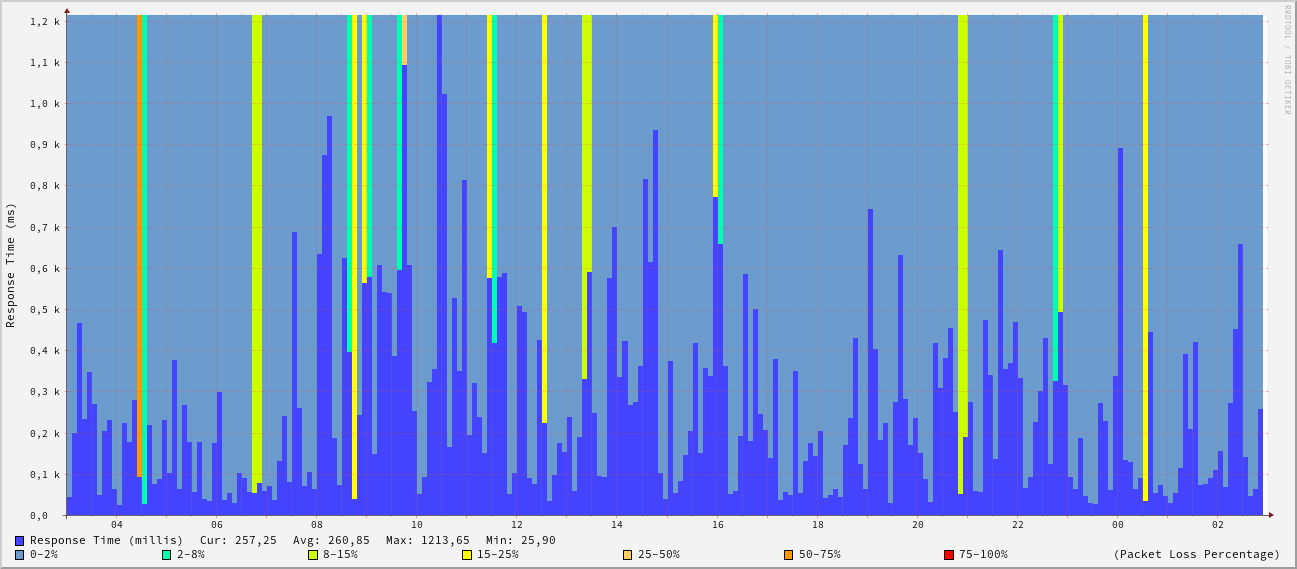 RRDTOOL / TOBI OETIKER
Response Time (ms)
1,2 k
1,1 k
1,0 k
0,9 k
0,8 k
0,7 k
0,6 k
0,5 k
0,4 k
0,3 k
0,2 k
0,1 k
0,0
04 06 08 10 12 14 16 18 20 22 00 02
Response Time (millis) Cur: 257,25 Avg: 260,85 Max: 1213,65 Min: 25,90
0-2% 2-8% 8-15% 15-25% 25-50% 50-75% 75-100% (Packet Loss Percentage)